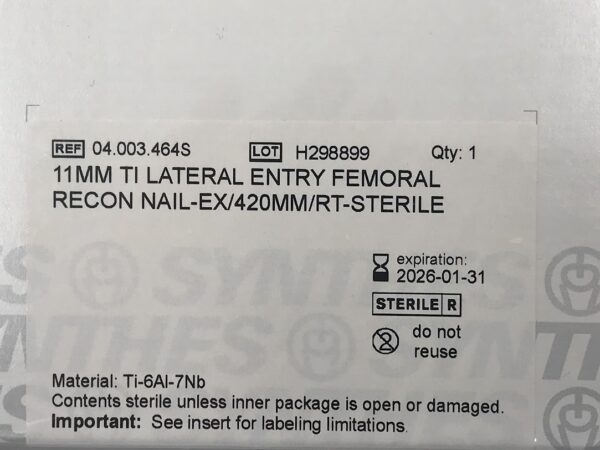 REF 04.003.464S LOT H298899 Qty: 1
11MM TI LATERAL ENTRY FEMORAL
RECON NAIL-EX/420MM/RT-STERILE
expiration:
2026-01-31
STERILE R
do not
reuse
SYNTHES
SYNTHES
Material: Ti-6Al-7Nb
Contents sterile unless inner package is open or damaged.
Important: See insert for labeling limitations.